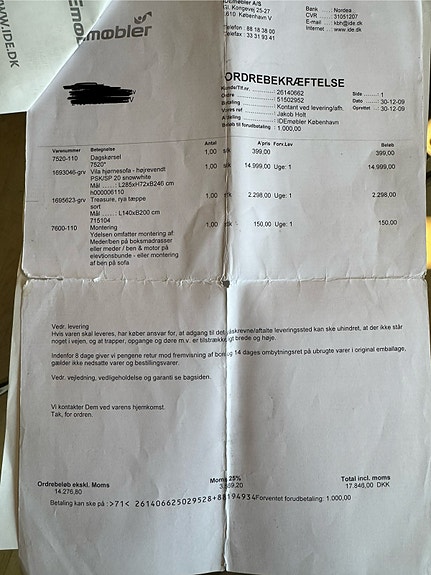 WWW.IDE.DK
IDEmøbler
IDEmøbler A/S
Gl. Kongevej 25-27
1610 København V
Telefon : 88 18 38 00
Telefax : 33 31 93 41
Bank ..... : Nordea
CVR ..... : 31051207
E-mail ..... : kbh@ide.dk
Internet ..... : www.ide.dk
ORDREBEKRÆFTELSE
Kunde/Tlf.nr. : 26140662
Ordre : 51502952
Betaling : Kontant ved levering/afh.
Vores ref : Jakob Holt
Afdeling : IDEmøbler København
Beløb til forudbetaling : 1.000,00
Side : 1
Dato : 30-12-09
Oprettet : 30-12-09
Varenummer Betegnelse Antal A'pris Forv.Lev Beløb
7520-110 Dagskørsel 1,00 stk 399,00 399,00
7520*
1693046-grv Vila hjørnesofa - højrevendt 1,00 stk 14.999,00 Uge: 1 14.999,00
PSK/SP 20 snowwhite
Mål ..... : L285xH72xB246 cm
h000006110
1695623-grv Treasure, rya tæppe 1,00 stk 2.298,00 Uge: 1 2.298,00
sort
Mål ..... : L140xB200 cm
715104
7600-110 Montering 1,00 stk 150,00 Uge: 1 150,00
Ydelsen omfatter montering af
Meder/ben på boksmadrasser
eller meder / ben & motor på
elevtionsbunde - eller montering
af ben på sofa
Vedr. levering
Hvis varen skal leveres, har køber ansvar for, at adgang til det påskrevne/aftalte leveringssted kan ske uhindret, at der ikke står
noget i vejen, og at trapper, opgange og døre m.v. er tilstrækkeligt brede og høje.
Indenfor 8 dage giver vi pengene retur mod fremvisning af bon og 14 dages ombytningsret på ubrugte varer i original emballage,
gælder ikke nedsatte varer og bestillingsvarer.
Vedr. vejledning, vedligeholdelse og garanti se bagsiden.
Vi kontakter Dem ved varens hjemkomst.
Tak, for ordren.
Ordrebeløb ekskl. Moms Moms 25% Total incl. moms
14.276,80 17.846,00 DKK
Betaling kan ske på : >71< 261406625029528+88194934 Forventet forudbetaling: 1.000,00